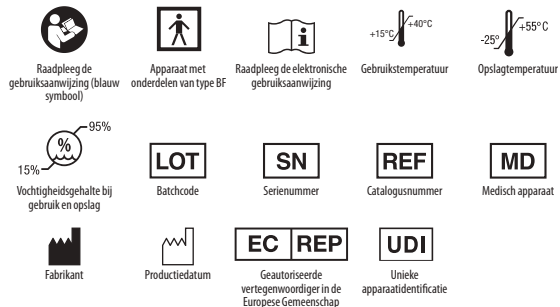 +15°C
+40°C
-25°
+55°C
Raadpleeg de
gebruiksaanwijzing (blauw
symbool)
Apparaat met
onderdelen van type BF
Raadpleeg de elektronische
gebruiksaanwijzing
Gebruikstemperatuur
Opslagtemperatuur
95%
%
15%
LOT
SN
REF
MD
Vochtigheidsgehalte bij
gebruik en opslag
Batchcode
Serienummer
Catalogusnummer
Medisch apparaat
EC REP
UDI
Fabrikant
Productiedatum
Geautoriseerde
vertegenwoordiger in de
Europese Gemeenschap
Unieke
apparaatidentificatie